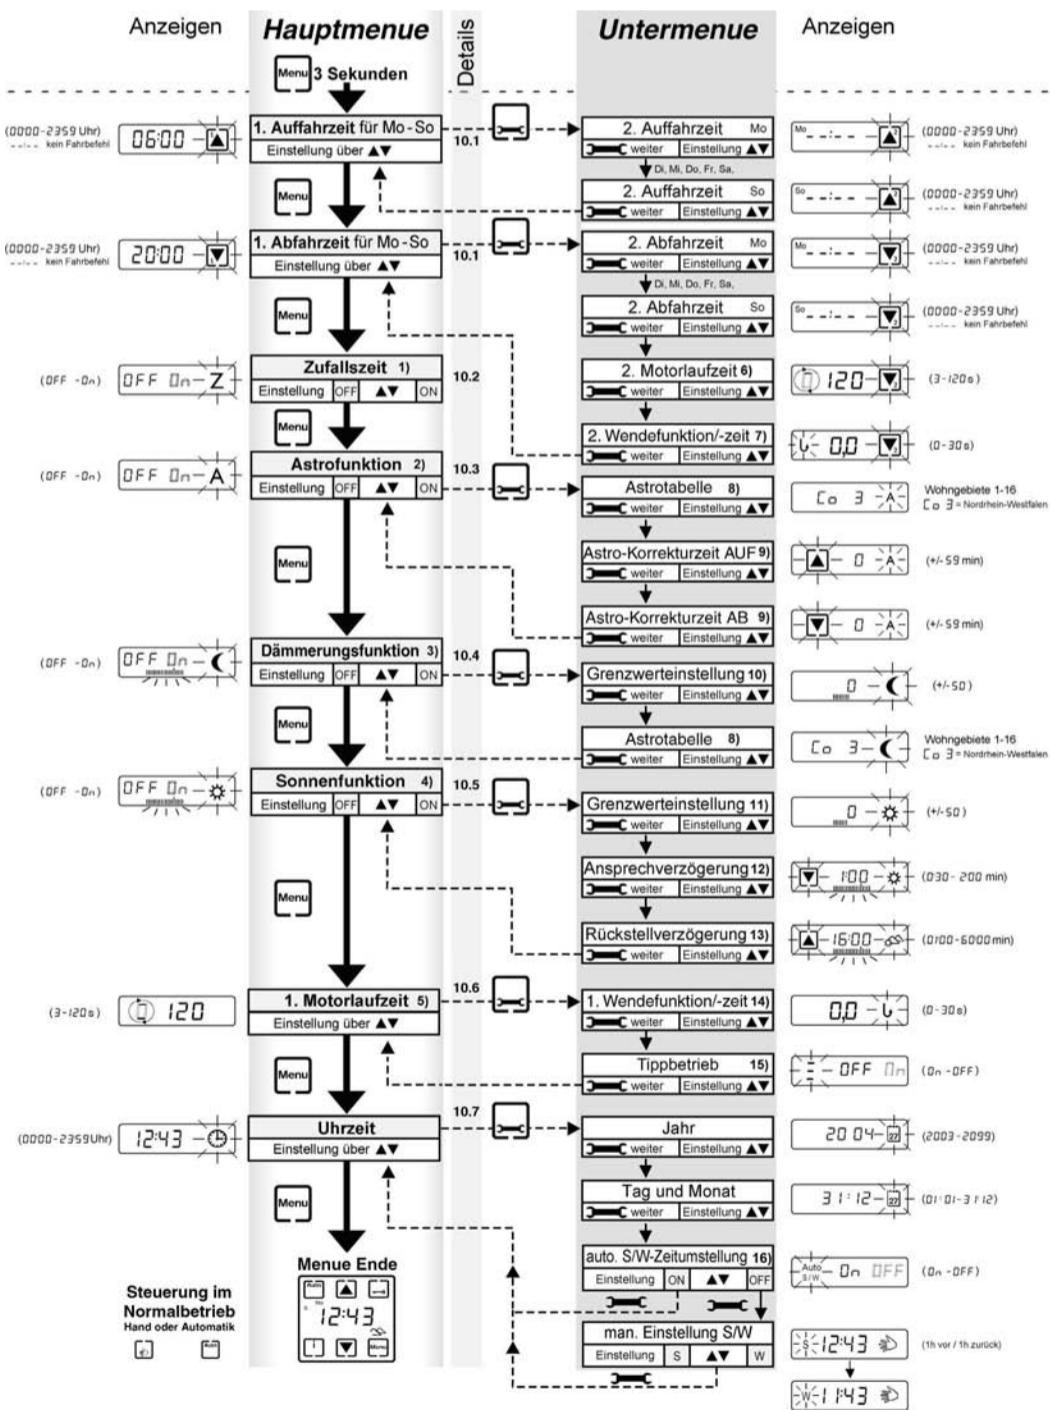 Anzeigen Hauptmenue Details Untermenue Anzeigen
Menu 3 Sekunden
(0000-2359 Uhr) 06:00 1. Auffahrzeit für Mo-So 10.1 2. Auffahrzeit Mo Mo --:-- (0000-2359 Uhr)
--:-- kein Fahrbefehl Einstellung über ▲▼ weiter Einstellung ▲▼ --:-- kein Fahrbefehl
Di, Mi, Do, Fr, Sa,
Menu 2. Auffahrzeit So So --:-- (0000-2359 Uhr)
weiter Einstellung ▲▼ --:-- kein Fahrbefehl
(0000-2359 Uhr) 20:00 1. Abfahrzeit für Mo-So 10.1 2. Abfahrzeit Mo Mo --:-- (0000-2359 Uhr)
--:-- kein Fahrbefehl Einstellung über ▲▼ weiter Einstellung ▲▼ --:-- kein Fahrbefehl
Di, Mi, Do, Fr, Sa,
Menu 2. Abfahrzeit So So --:-- (0000-2359 Uhr)
weiter Einstellung ▲▼ --:-- kein Fahrbefehl
(OFF -On) OFF On Z Zufallszeit 1) 10.2 2. Motorlaufzeit 6) 120 (3-120s)
Einstellung OFF ▲▼ ON weiter Einstellung ▲▼
Menu 2. Wendefunktion/-zeit 7) 0,0 (0-30s)
weiter Einstellung ▲▼
(OFF -On) OFF On A Astrofunktion 2) 10.3 Astrotabelle 8) Co 3 A Wohngebiete 1-16
Einstellung OFF ▲▼ ON weiter Einstellung ▲▼ Co 3 = Nordrhein-Westfalen
Menu Astro-Korrekturzeit AUF 9) 0 A (+/-59 min)
weiter Einstellung ▲▼
Astro-Korrekturzeit AB 9) 0 A (+/-59 min)
weiter Einstellung ▲▼
(OFF -On) OFF On Dämmerungsfunktion 3) 10.4 Grenzwerteinstellung 10) 0 (+/-50)
Einstellung OFF ▲▼ ON weiter Einstellung ▲▼
Menu Astrotabelle 8) Co 3 Wohngebiete 1-16
weiter Einstellung ▲▼ Co 3 = Nordrhein-Westfalen
(OFF -On) OFF On Sonnenfunktion 4) 10.5 Grenzwerteinstellung 11) 0 (+/-50)
Einstellung OFF ▲▼ ON weiter Einstellung ▲▼
Menu Ansprechverzögerung 12) 1:00 (030-200 min)
weiter Einstellung ▲▼
Rückstellverzögerung 13) 16:00 (0100-6000 min)
weiter Einstellung ▲▼
(3-120s) 120 1. Motorlaufzeit 5) 10.6 1. Wendefunktion/-zeit 14) 0,0 (0-30s)
Einstellung über ▲▼ weiter Einstellung ▲▼
Menu Tippbetrieb 15) OFF On (On-OFF)
weiter Einstellung ▲▼
(0000-2359Uhr) 12:43 Uhrzeit 10.7 Jahr 20 04 27 (2003-2099)
Einstellung über ▲▼ weiter Einstellung ▲▼
Menu Tag und Monat 31:12 27 (01:01-31:12)
weiter Einstellung ▲▼
Menue Ende auto. S/W-Zeitumstellung 16) Auto S/W On OFF (On-OFF)
Einstellung ON ▲▼ OFF
Steuerung im
Normalbetrieb
Hand oder Automatik
Auto
Auto Mo 12:43 Menu
man. Einstellung S/W S 12:43 (1h vor / 1h zurück)
Einstellung S ▲▼ W
W 11:43